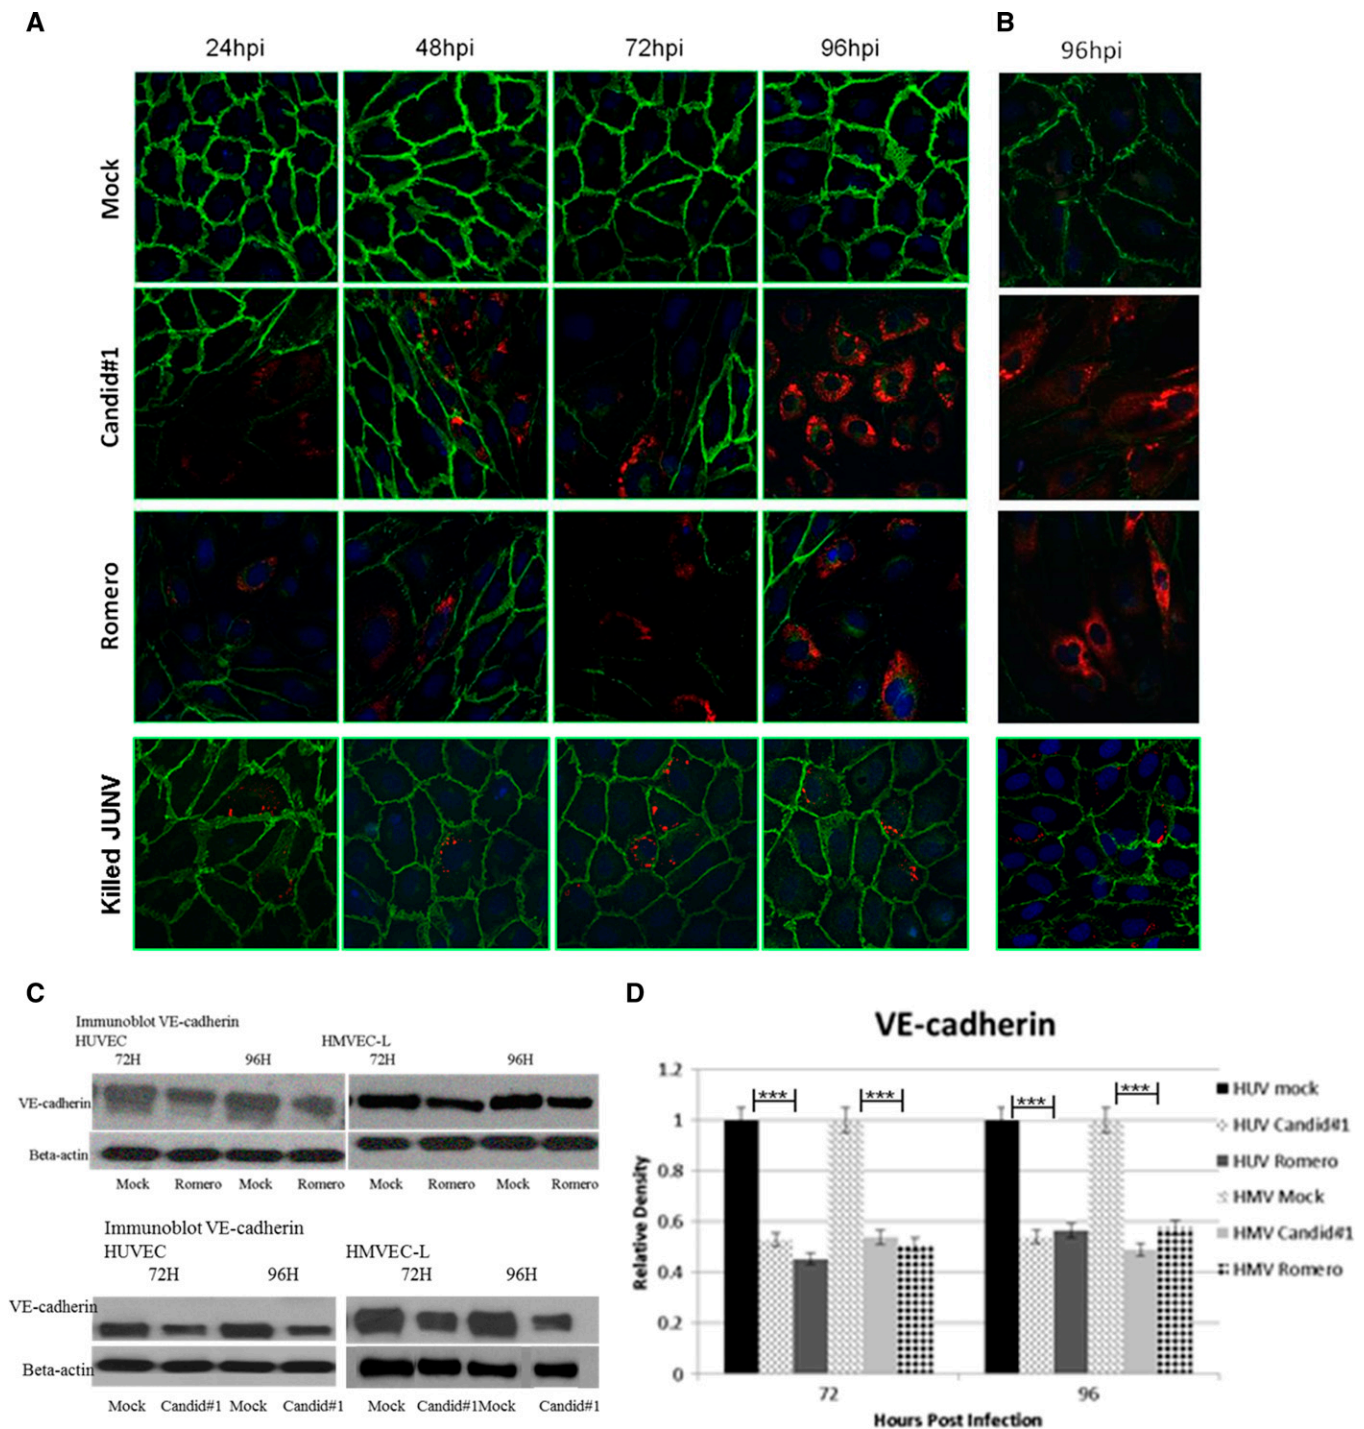 A
B
24hpi 48hpi 72hpi 96hpi 96hpi
Mock
Candid#1
Romero
Killed JUNV
C
Immunoblot VE-cadherin
HUVEC HMVEC-L
72H 96H 72H 96H
VE-cadherin
Beta-actin
Mock Romero Mock Romero Mock Romero Mock Romero
Immunoblot VE-cadherin
HUVEC HMVEC-L
72H 96H 72H 96H
VE-cadherin
Beta-actin
Mock Candid#1 Mock Candid#1 Mock Candid#1Mock Candid#1
D
VE-cadherin
1.2
1
0.8
0.6
0.4
0.2
0
*** *** *** ***
Relative Density
72 96
Hours Post Infection
HUV mock
HUV Candid#1
HUV Romero
HMV Mock
HMV Candid#1
HMV Romero